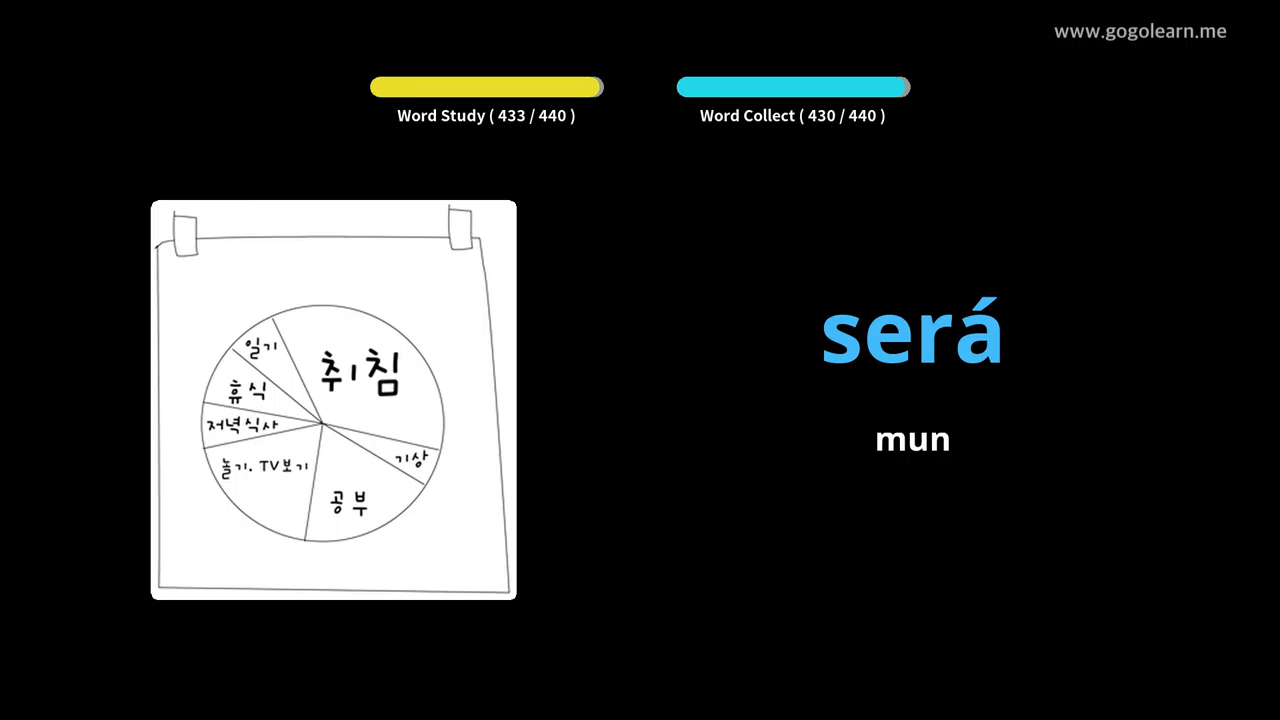 www.gogolearn.me
Word Study ( 433 / 440 )
Word Collect ( 430 / 440 )
일기
취침
휴식
저녁식사
놀기. TV보기
기상
공부
será
mun